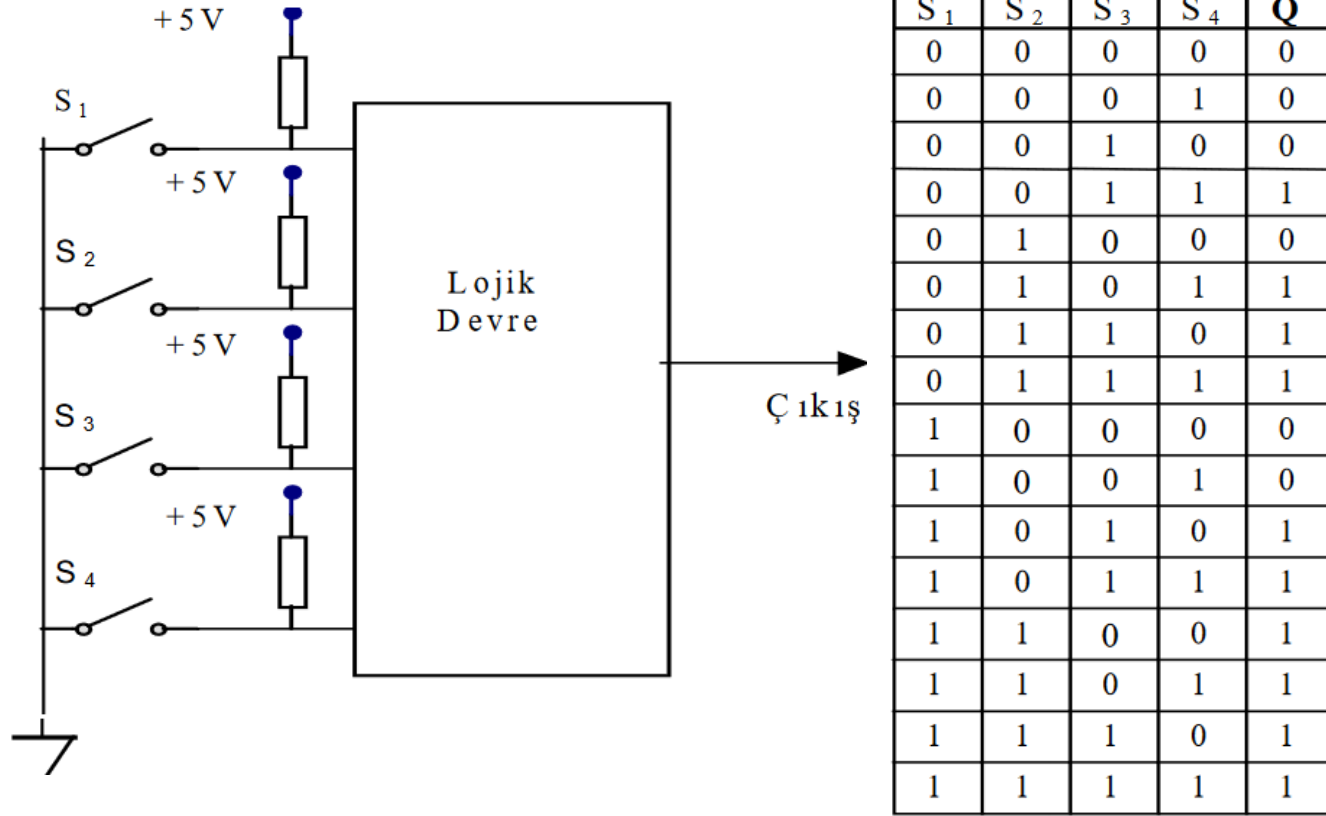 +5V
S1
+5V
S2
+5V
S3
+5V
S4
Lojik
Devre
Çıkış
S1 S2 S3 S4 Q
0 0 0 0 0
0 0 0 1 0
0 0 1 0 0
0 0 1 1 1
0 1 0 0 0
0 1 0 1 1
0 1 1 0 1
0 1 1 1 1
1 0 0 0 0
1 0 0 1 0
1 0 1 0 1
1 0 1 1 1
1 1 0 0 1
1 1 0 1 1
1 1 1 0 1
1 1 1 1 1